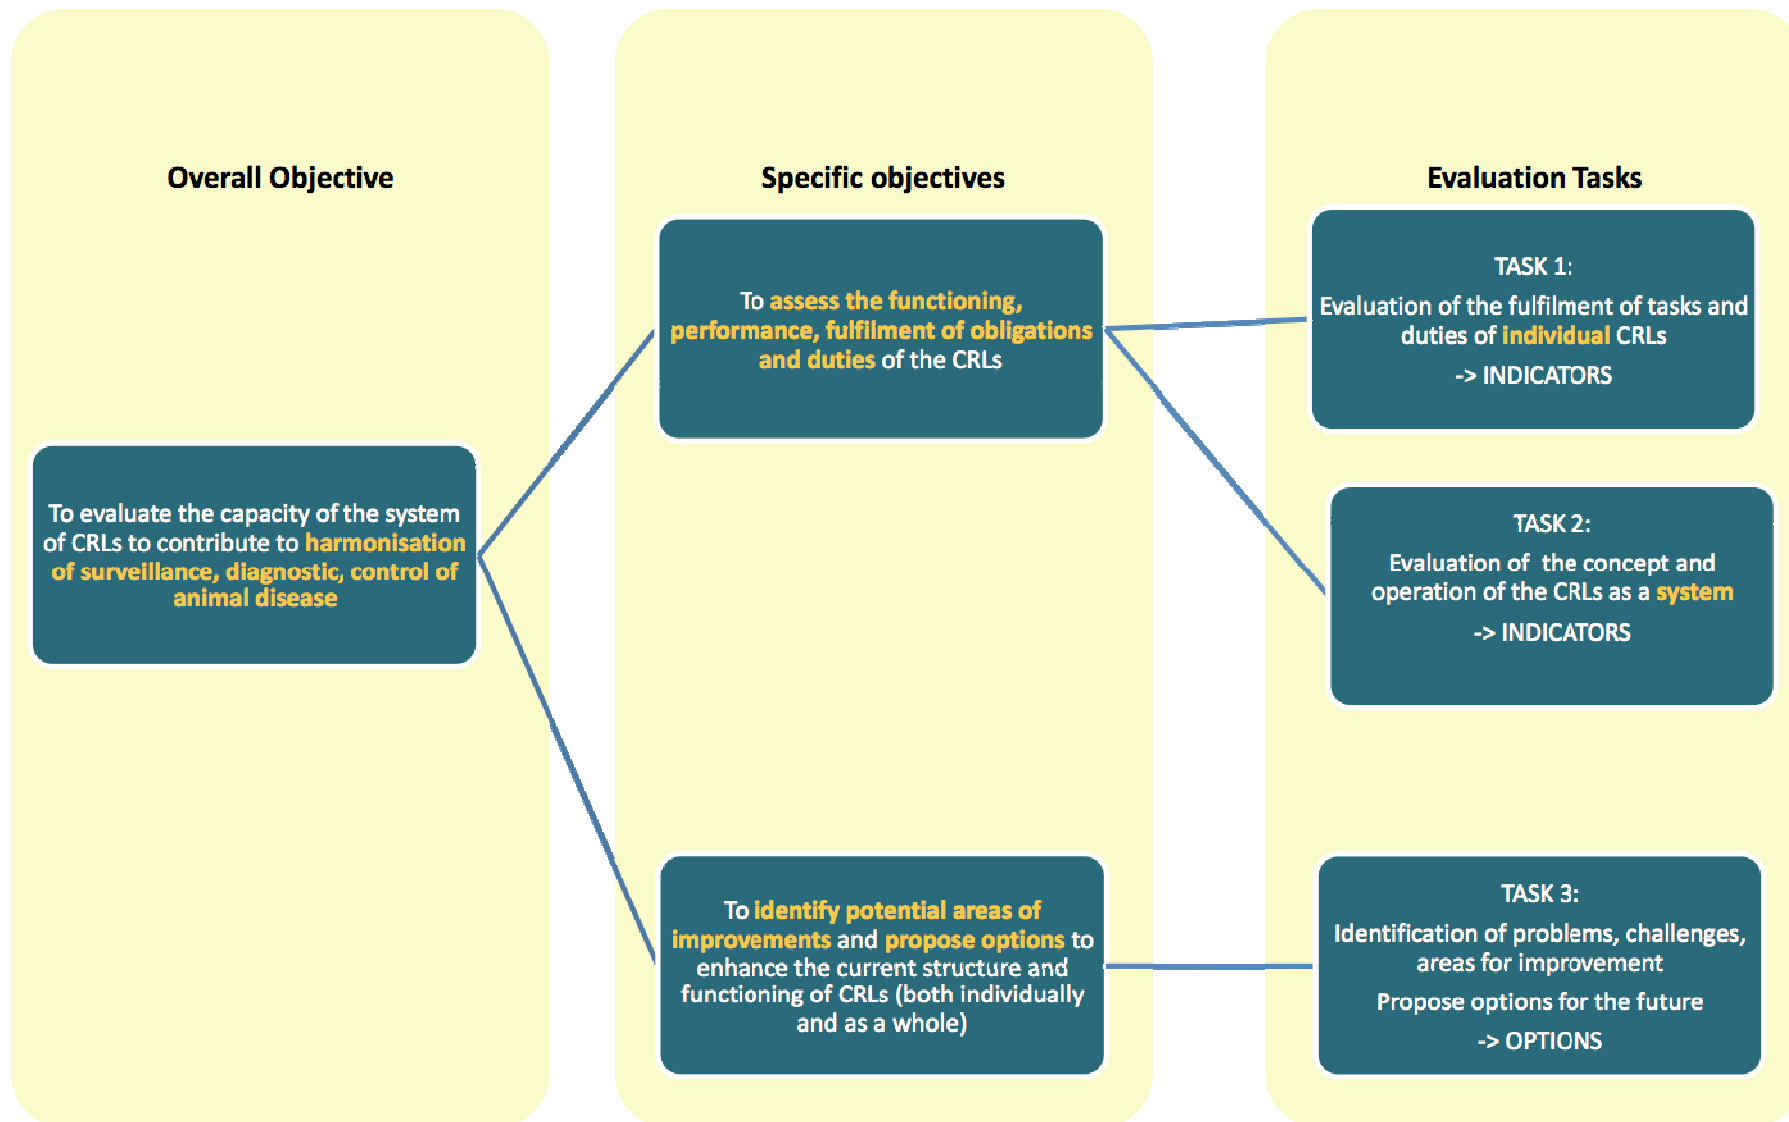 Overall Objective
To evaluate the capacity of the system
of CRLs to contribute to harmonisation
of surveillance, diagnostic, control of
animal disease
Specific objectives
To assess the functioning,
performance, fulfilment of obligations
and duties of the CRLs
To identify potential areas of
improvements and propose options to
enhance the current structure and
functioning of CRLs (both individually
and as a whole)
Evaluation Tasks
TASK 1:
Evaluation of the fulfilment of tasks and
duties of individual CRLs
-> INDICATORS
TASK 2:
Evaluation of  the concept and
operation of the CRLs as a system
-> INDICATORS
TASK 3:
Identification of problems, challenges,
areas for improvement
Propose options for the future
-> OPTIONS